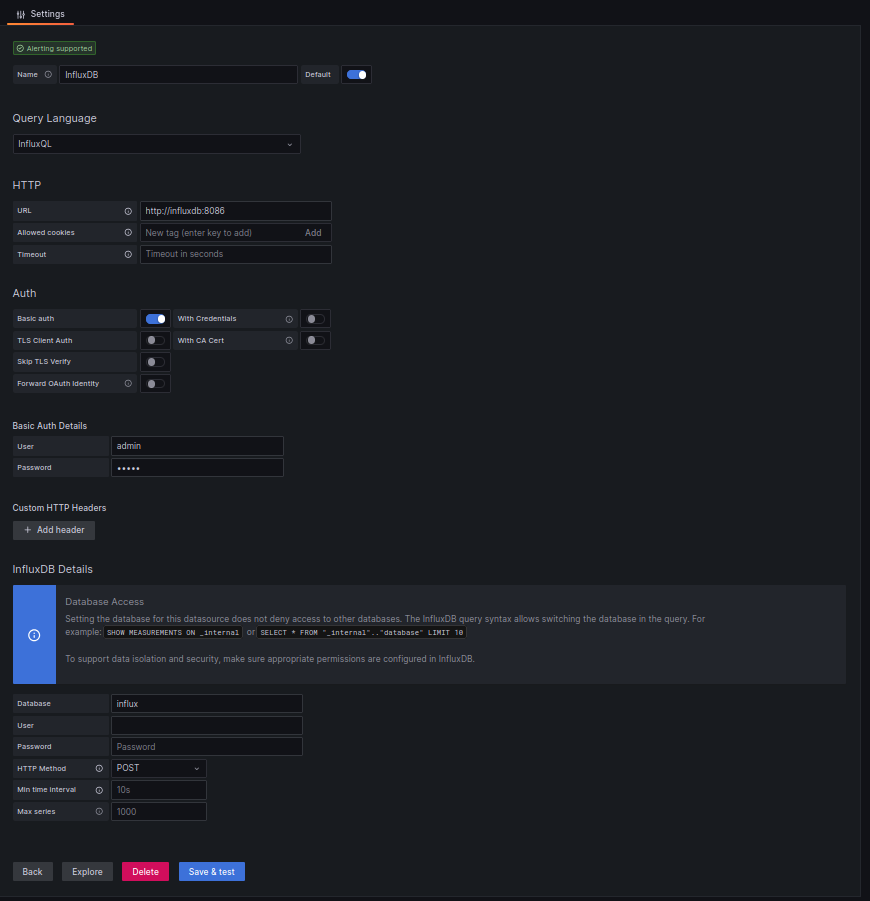 Settings
Alerting supported
Name InfluxDB Default
Query Language
InfluxQL
HTTP
URL http://influxdb:8086
Allowed cookies New tag (enter key to add) Add
Timeout Timeout in seconds
Auth
Basic auth With Credentials
TLS Client Auth With CA Cert
Skip TLS Verify
Forward OAuth Identity
Basic Auth Details
User admin
Password •••••
Custom HTTP Headers
+ Add header
InfluxDB Details
Database Access
Setting the database for this datasource does not deny access to other databases. The InfluxDB query syntax allows switching the database in the query. For
example: SHOW MEASUREMENTS ON _internal or SELECT * FROM "_internal".."database" LIMIT 10
To support data isolation and security, make sure appropriate permissions are configured in InfluxDB.
Database influx
User
Password Password
HTTP Method POST
Min time interval 10s
Max series 1000
Back Explore Delete Save & test